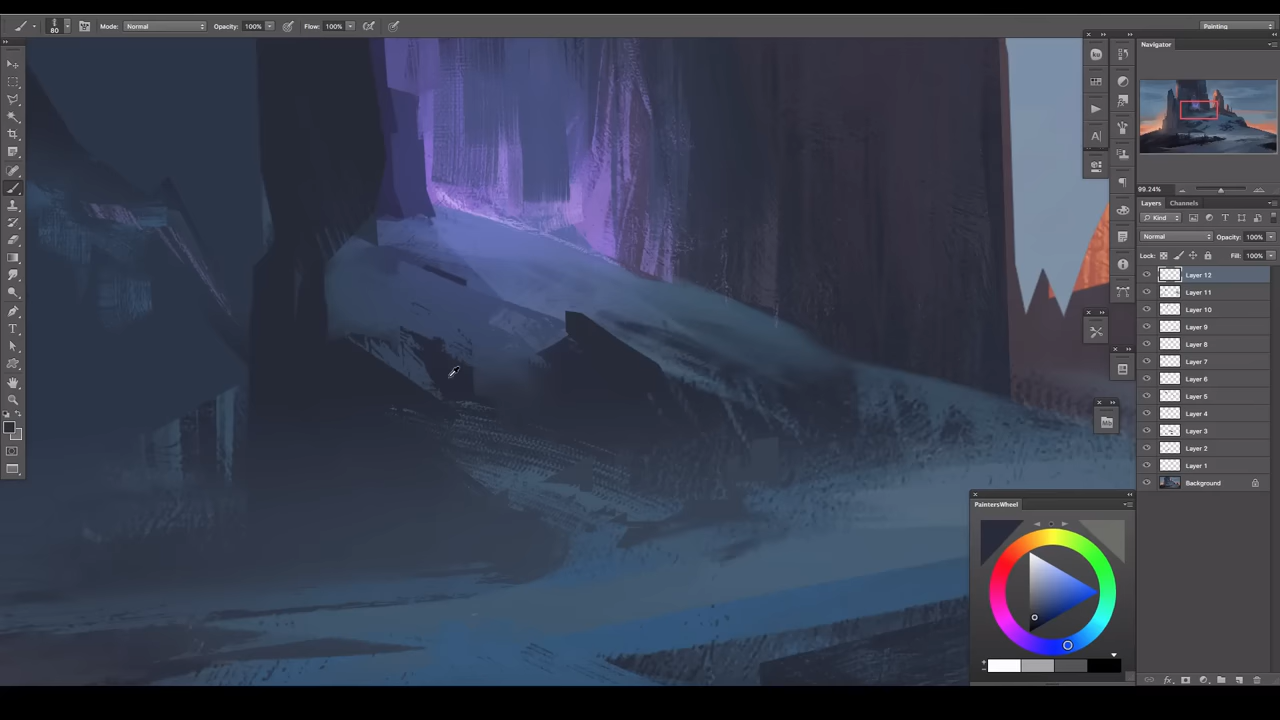 80
Mode: Normal
Opacity: 100%
Flow: 100%
Painting
Navigator
99.24%
Layers Channels
Kind
Normal
Opacity: 100%
Lock:
Fill: 100%
Layer 12
Layer 11
Layer 10
Layer 9
Layer 8
Layer 7
Layer 6
Layer 5
Layer 4
Layer 3
Layer 2
Layer 1
Background
PaintersWheel